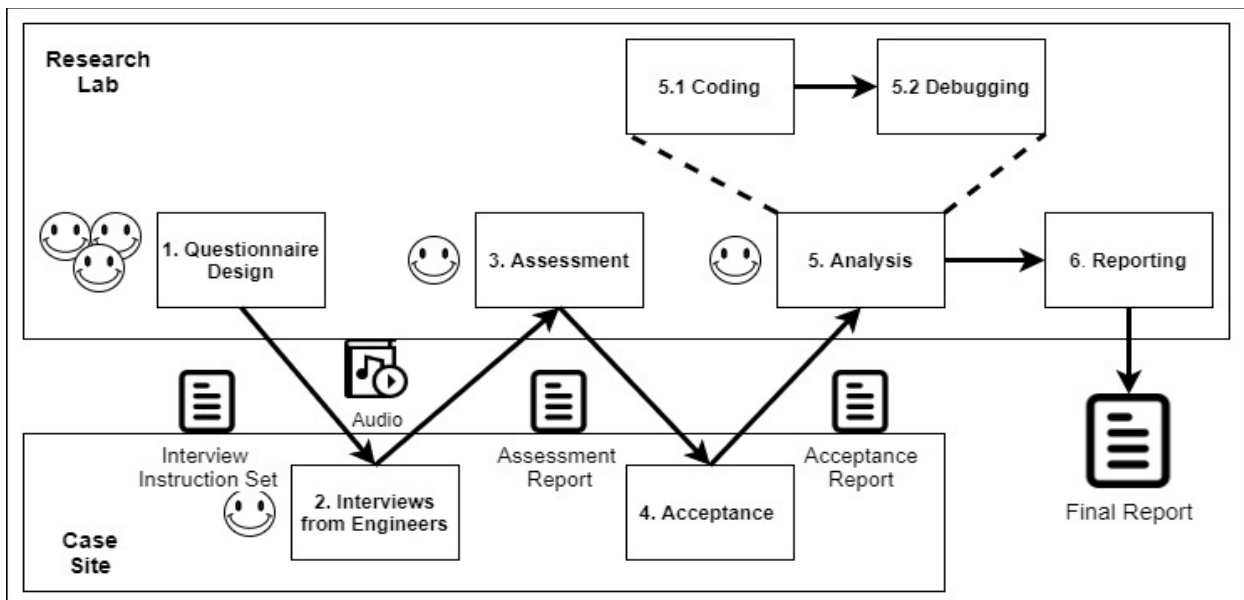 Research
Lab
5.1 Coding
5.2 Debugging
1. Questionnaire
Design
3. Assessment
5. Analysis
6. Reporting
Audio
Interview
Instruction Set
Assessment
Report
Acceptance
Report
Final Report
2. Interviews
from Engineers
4. Acceptance
Case
Site